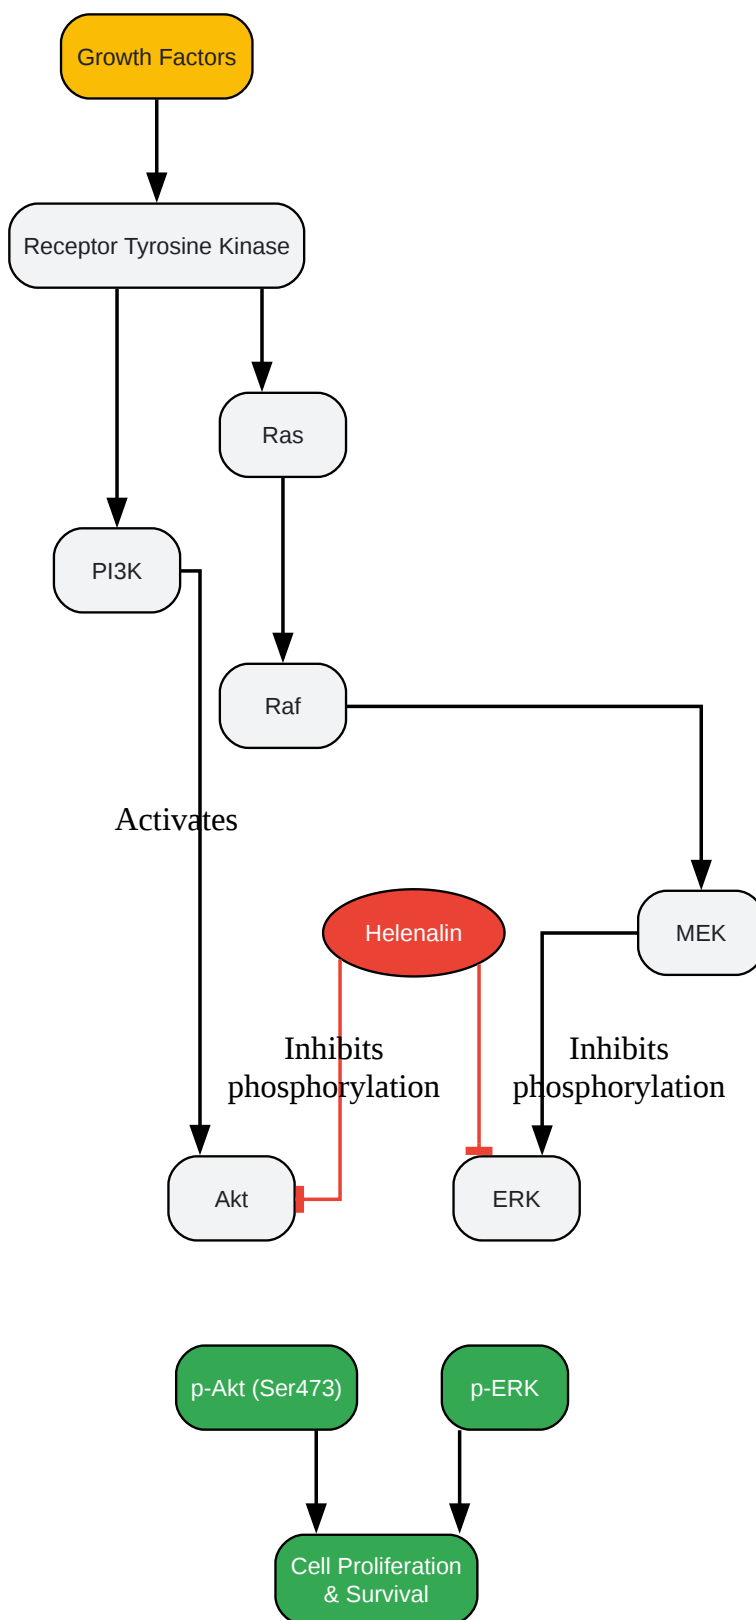 Growth Factors
Receptor Tyrosine Kinase
Ras
PI3K
Raf
Activates
Helenalin
MEK
Inhibits
phosphorylation
Inhibits
phosphorylation
Akt
ERK
p-Akt (Ser473)
p-ERK
Cell Proliferation
& Survival